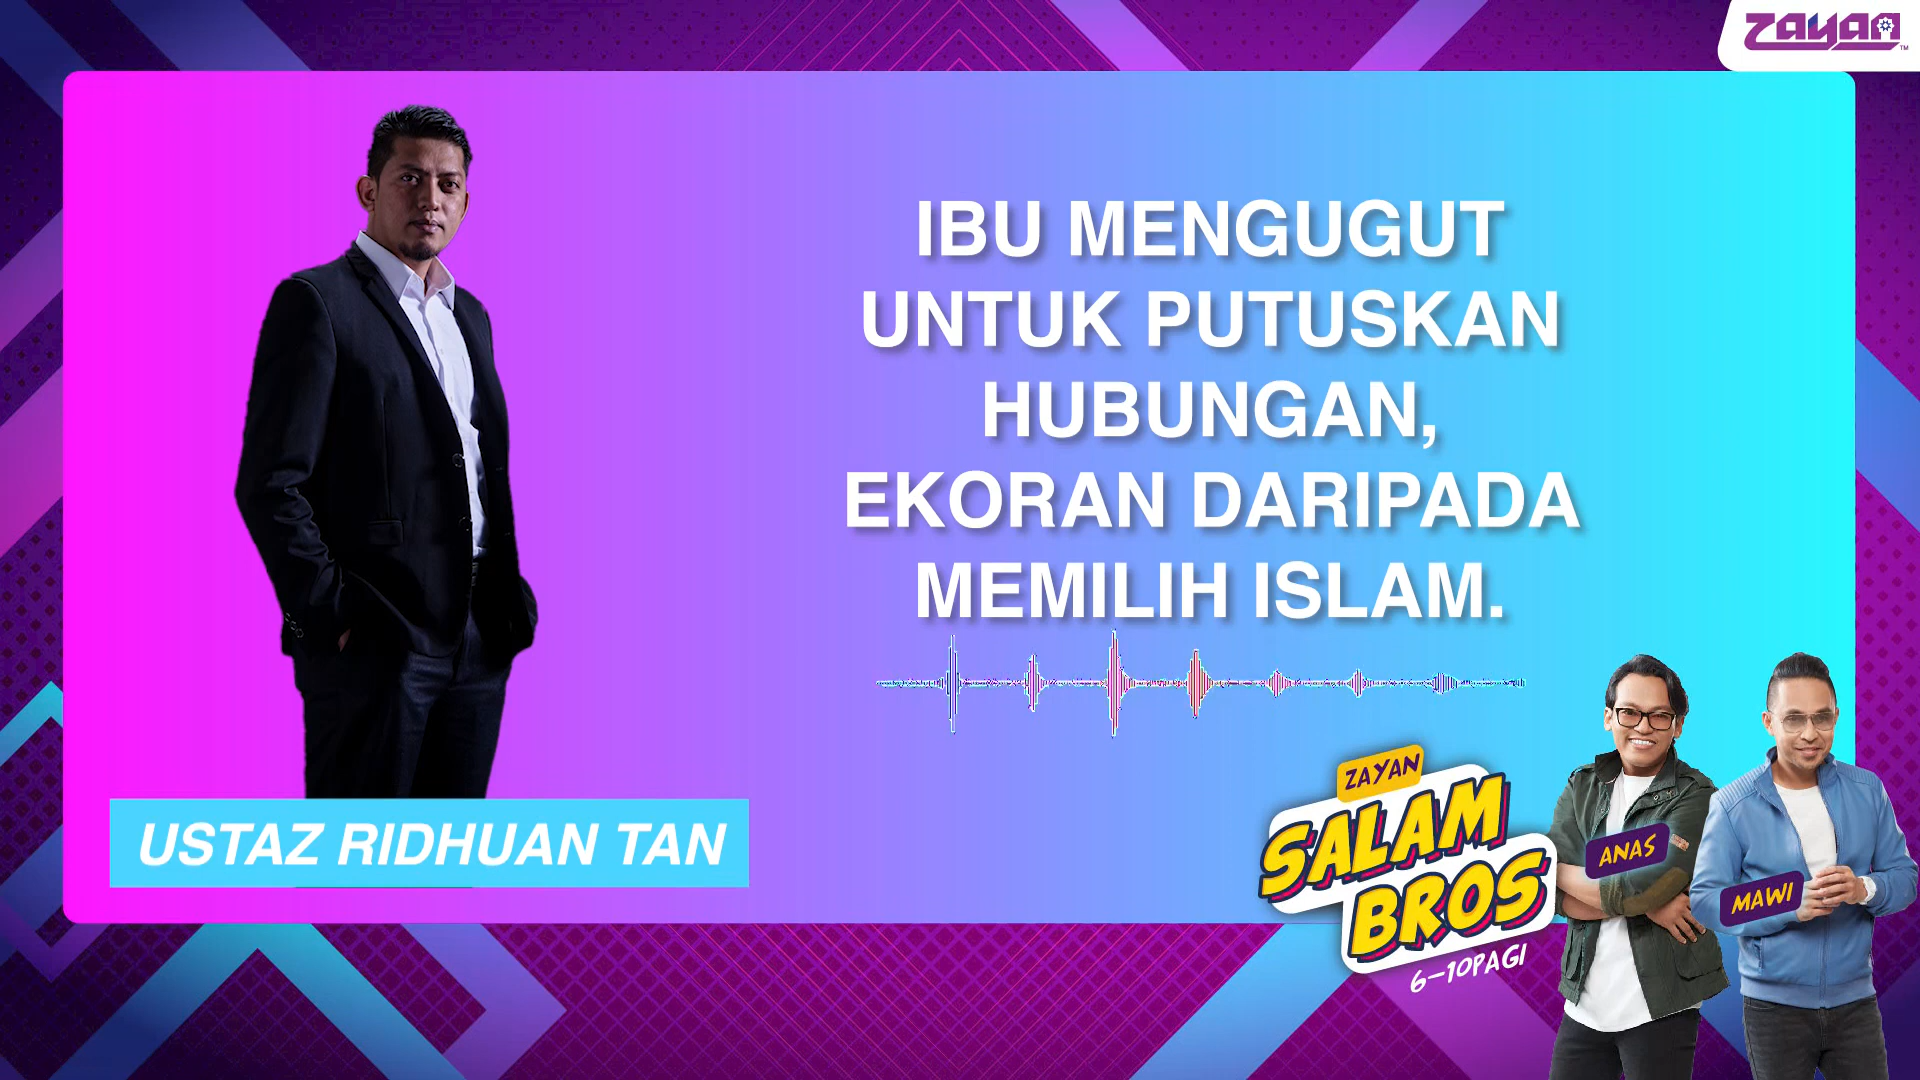 ZAYAN
TM
IBU MENGUGUT
UNTUK PUTUSKAN
HUBUNGAN,
EKORAN DARIPADA
MEMILIH ISLAM.
USTAZ RIDHUAN TAN
ZAYAN
SALAM
BROS
6-10PAGI
ANAS
MAWI